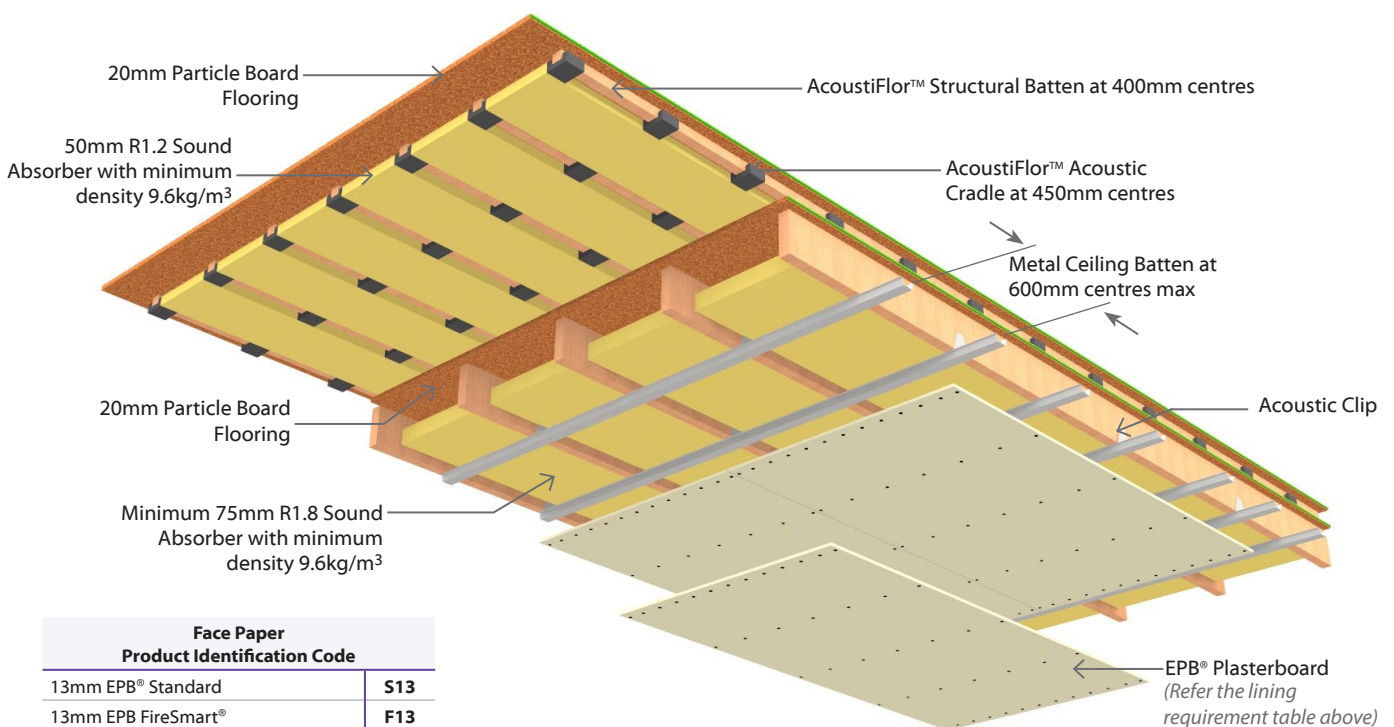 20mm Particle Board
Flooring
AcoustiFlor™ Structural Batten at 400mm centres
50mm R1.2 Sound
Absorber with minimum
density 9.6kg/m³
AcoustiFlor™ Acoustic
Cradle at 450mm centres
Metal Ceiling Batten at
600mm centres max
20mm Particle Board
Flooring
Acoustic Clip
Minimum 75mm R1.8 Sound
Absorber with minimum
density 9.6kg/m³
Face Paper
Product Identification Code
13mm EPB® Standard S13
13mm EPB FireSmart® F13
EPB® Plasterboard
(Refer the lining
requirement table above)